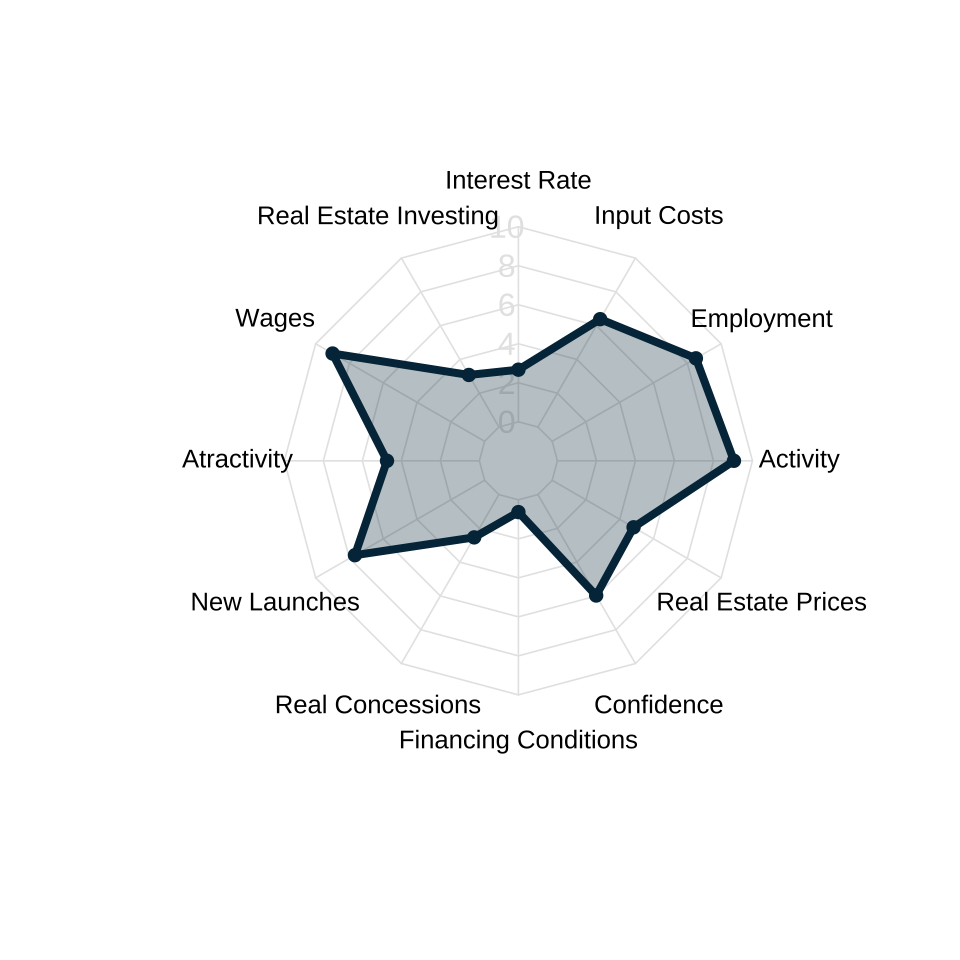 Interest Rate
Real Estate Investing
Input Costs
10
8
6
4
2
0
Wages
Employment
Atractivity
Activity
New Launches
Real Estate Prices
Real Concessions
Confidence
Financing Conditions